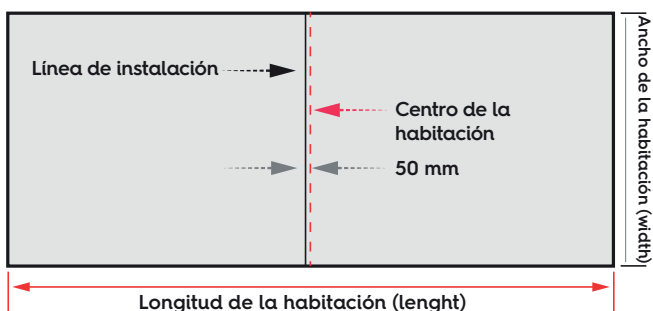 Línea de instalación
Centro de la
habitación
50 mm
Ancho de la habitación (width)
Longitud de la habitación (lenght)